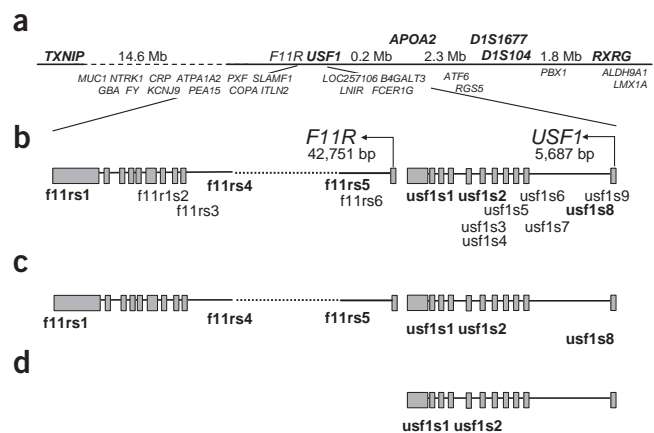 a
APOA2 D1S1677
TXNIP 14.6 Mb F11R USF1 0.2 Mb 2.3 Mb D1S104 1.8 Mb RXRG
MUC1 NTRK1 CRP ATPA1A2 PXF SLAMF1 LOC257106 B4GALT3 ATF6 PBX1 ALDH9A1
GBA FY KCNJ9 PEA15 COPA ITLN2 LNIR FCER1G RGS5 LMX1A
b
F11R USF1
42,751 bp 5,687 bp
f11rs1 f11r1s2 f11rs4 f11rs5 usf1s1 usf1s2 usf1s6 usf1s9
f11rs3 f11rs6 usf1s5 usf1s8
usf1s3 usf1s7
usf1s4
c
f11rs1 f11rs4 f11rs5 usf1s1 usf1s2
usf1s8
d
usf1s1 usf1s2